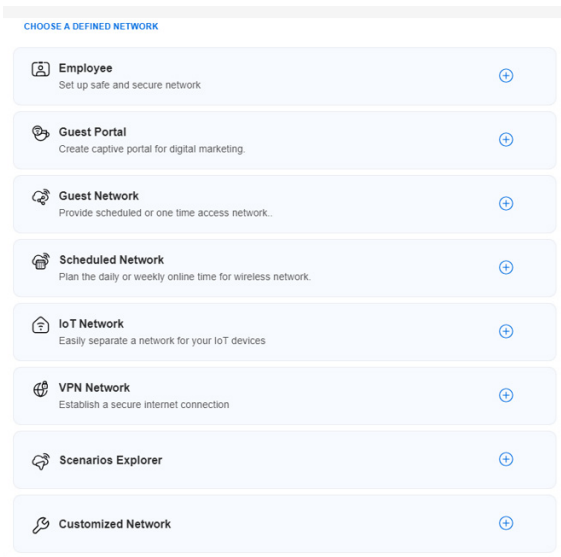 CHOOSE A DEFINED NETWORK
Employee
Set up safe and secure network
Guest Portal
Create captive portal for digital marketing.
Guest Network
Provide scheduled or one time access network..
Scheduled Network
Plan the daily or weekly online time for wireless network.
IoT Network
Easily separate a network for your IoT devices
VPN Network
Establish a secure internet connection
Scenarios Explorer
Customized Network